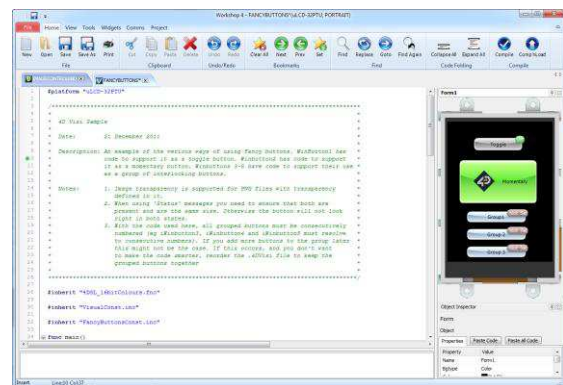 Workshop 4 - FANCYBUTTONS*(uLCD-32PTU, PORTRAIT)
File Home View Tools Widgets Comms Project
New Open Save Save As Print Cut Copy Paste Delete Undo Redo Clear All Next Prev Set Find Replace Goto Find Again Collapse All Expand All Compile Comp'nLoad
File Clipboard Undo/Redo Bookmarks Find Code Folding Compile
FANCYBUTTONS*
Form1
#platform "uLCD-32PTU"
4D Visi Sample
Date: 2: December 2011
Description: An example of the various ways of using Fancy buttons. WinButton1 has
code to support it as a toggle button. Winbutton2 has code to support
it as a momentary button. Winbuttons 3-5 have code to support their use
as a group of interlocking buttons.
Notes: 1. Image transparency is supported for PNG files with transparency
defined in it.
2. When using 'Status' messages you need to ensure that both are
present and are the same size. Otherwise the button will not look
right in both states.
3. With the code used here, all grouped buttons must be consecutively
numbered (eg iWinbutton3, iWinbutton4 and iWinbutton5 must resolve
to consecutive numbers). If you add more buttons to the group later
this might not be the case. If this occurs, and you don't want
to make the code smarter, reorder the .4DVisi file to keep the
grouped buttons together
#inherit "4DGL_16bitColours.fnc"
#inherit "VisualConst.inc"
#inherit "FancyButtonsConst.inc"
func main()
Toggle
Momentary
Group1
Group 2
Group 3
Object Inspector
Form
Object
Properties Paste Code Paste all Code
Property Value
Name Form1
Bgtype Color
Insert Line:10 Col:37